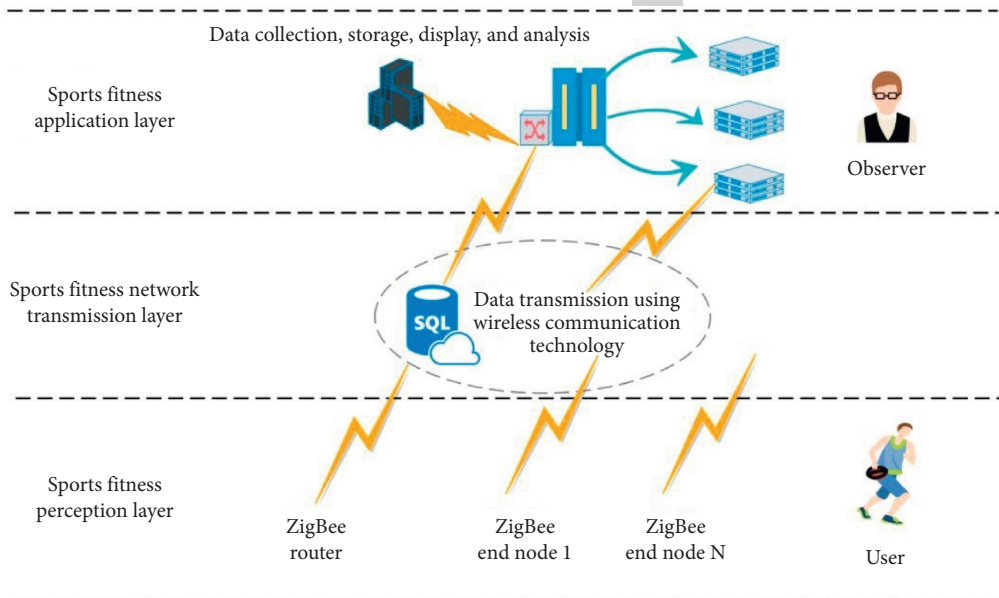 Data collection, storage, display, and analysis
Sports fitness
application layer
Observer
Sports fitness network
transmission layer
SQL
Data transmission using
wireless communication
technology
Sports fitness
perception layer
ZigBee
router
ZigBee
end node 1
ZigBee
end node N
User